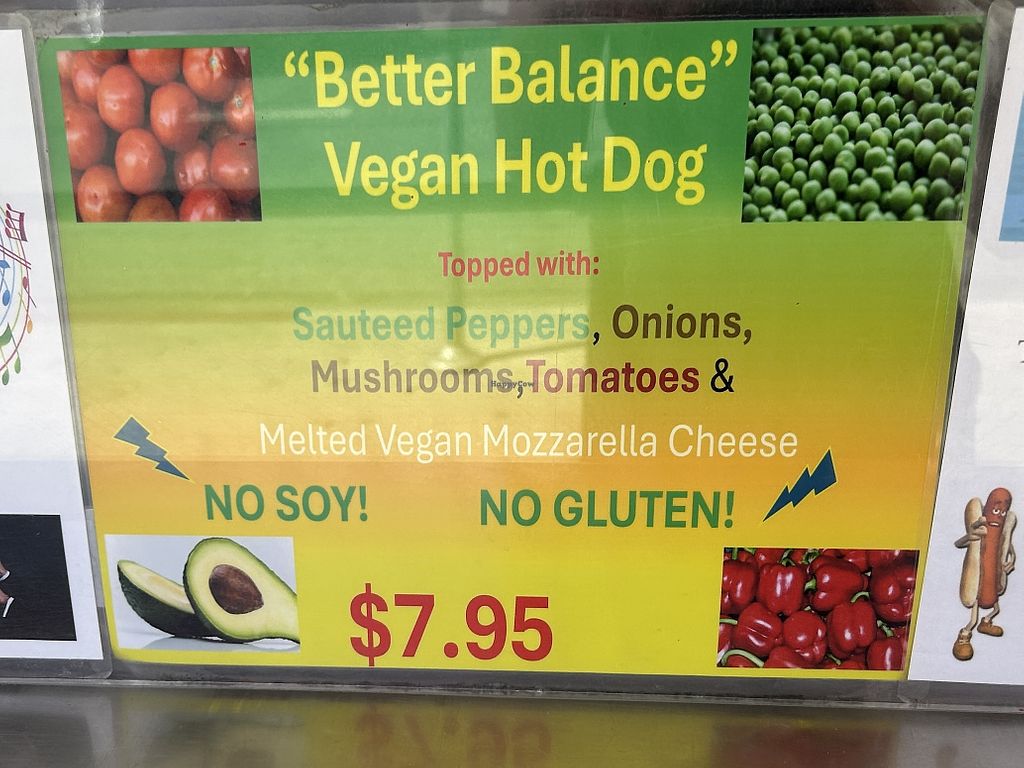 “Better Balance”
Vegan Hot Dog
Topped with:
Sauteed Peppers, Onions,
Mushrooms, Tomatoes &
HappyCow
Melted Vegan Mozzarella Cheese
NO SOY! NO GLUTEN!
$7.95